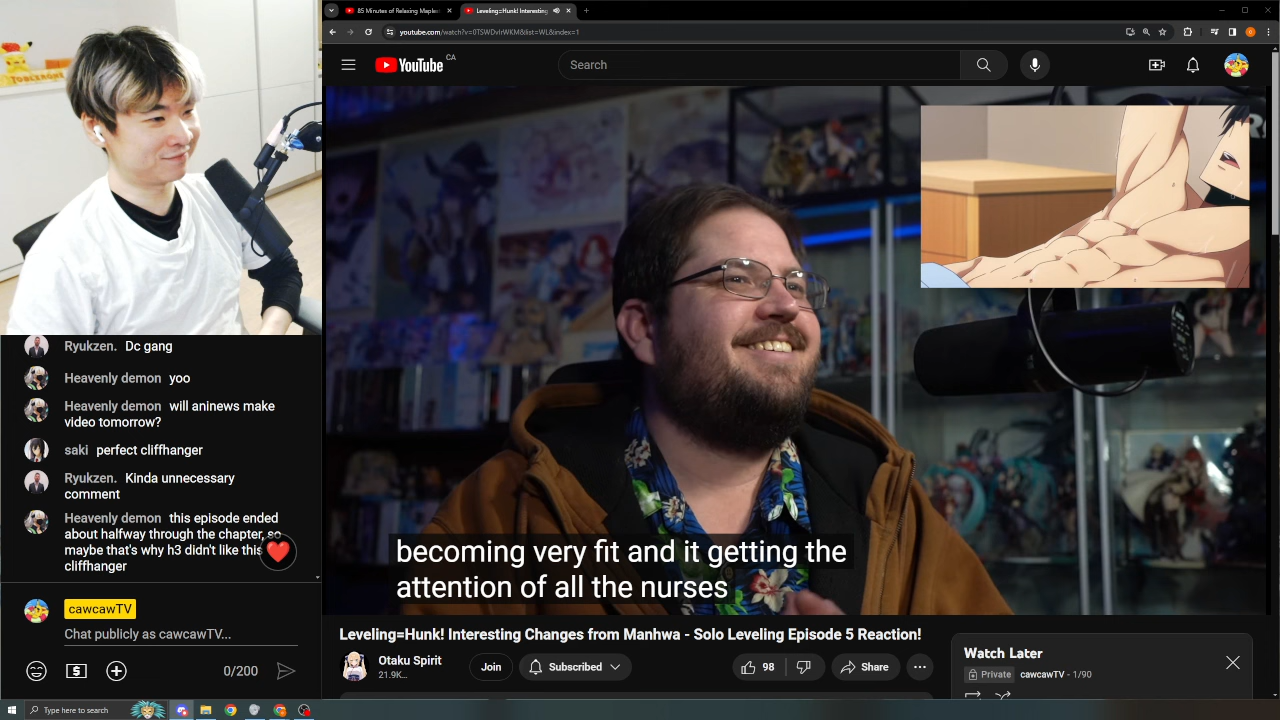 TOBLERONE
85 Minutes of Relaxing Maples
Leveling=Hunk! Interesting
youtube.com/watch?v=0TSWDvIrWKM&list=WL&index=1
YouTube CA
Search
Ryukzen. Dc gang
Heavenly demon yoo
Heavenly demon will aninews make
video tomorrow?
saki perfect cliffhanger
Ryukzen. Kinda unnecessary
comment
Heavenly demon this episode ended
about halfway through the chapter, so
maybe that's why h3 didn't like this
cliffhanger
cawcawTV
Chat publicly as cawcawTV...
0/200
becoming very fit and it getting the
attention of all the nurses
Leveling=Hunk! Interesting Changes from Manhwa - Solo Leveling Episode 5 Reaction!
Otaku Spirit
21.9K...
Join
Subscribed
98
Share
Watch Later
Private cawcawTV - 1/90
Type here to search